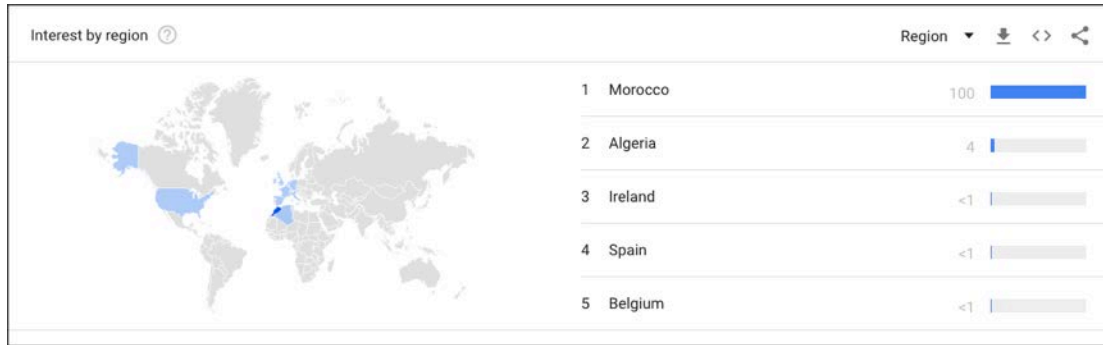 Interest by region ?
Region
1 Morocco 100
2 Algeria 4
3 Ireland <1
4 Spain <1
5 Belgium <1